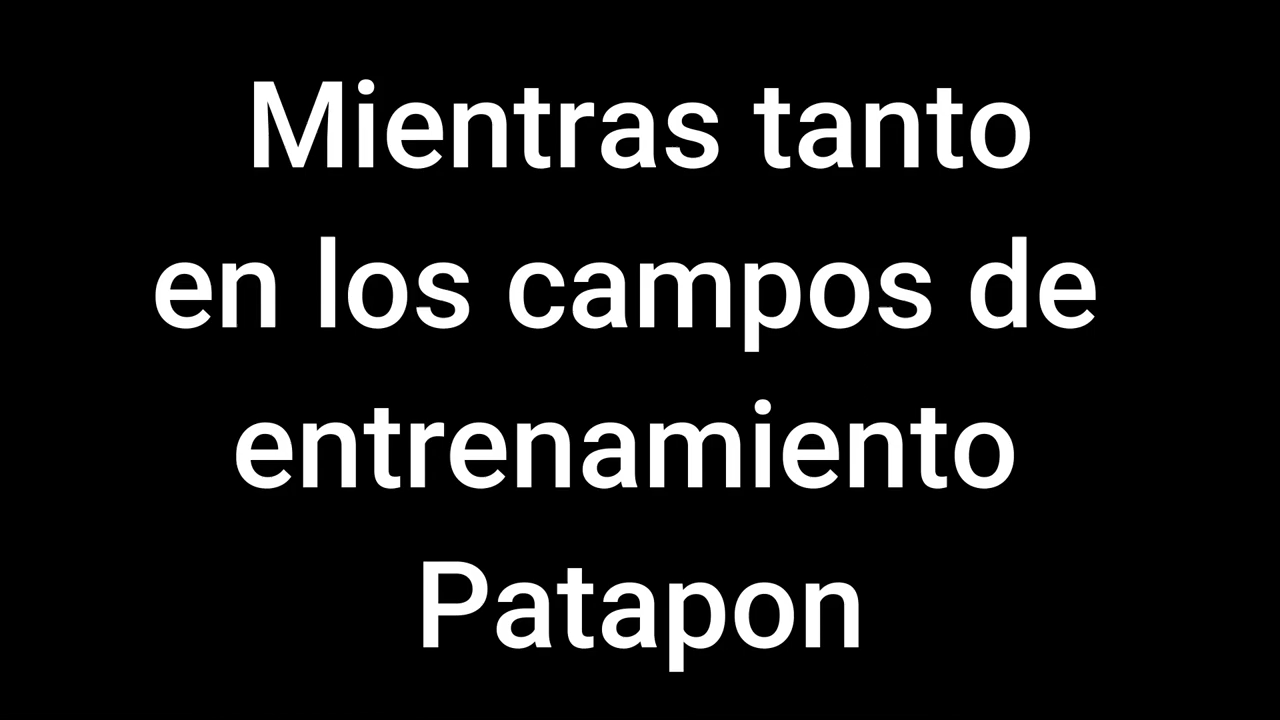 Mientras tanto
en los campos de
entrenamiento
Patapon